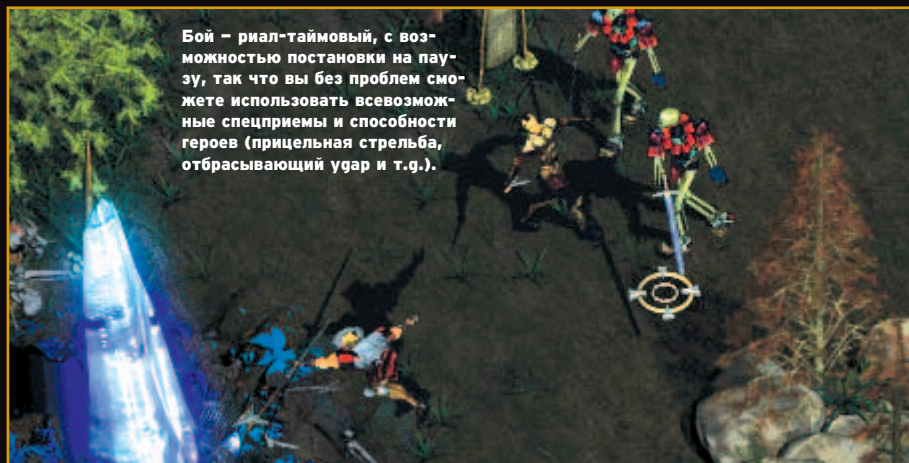 Бой – риал-таймовый, с воз-
можностью постановки на пау-
зу, так что вы без проблем смо-
жете использовать всевозмож-
ные спецприемы и способности
героев (прицельная стрельба,
отбрасывающий удар и т.д.).